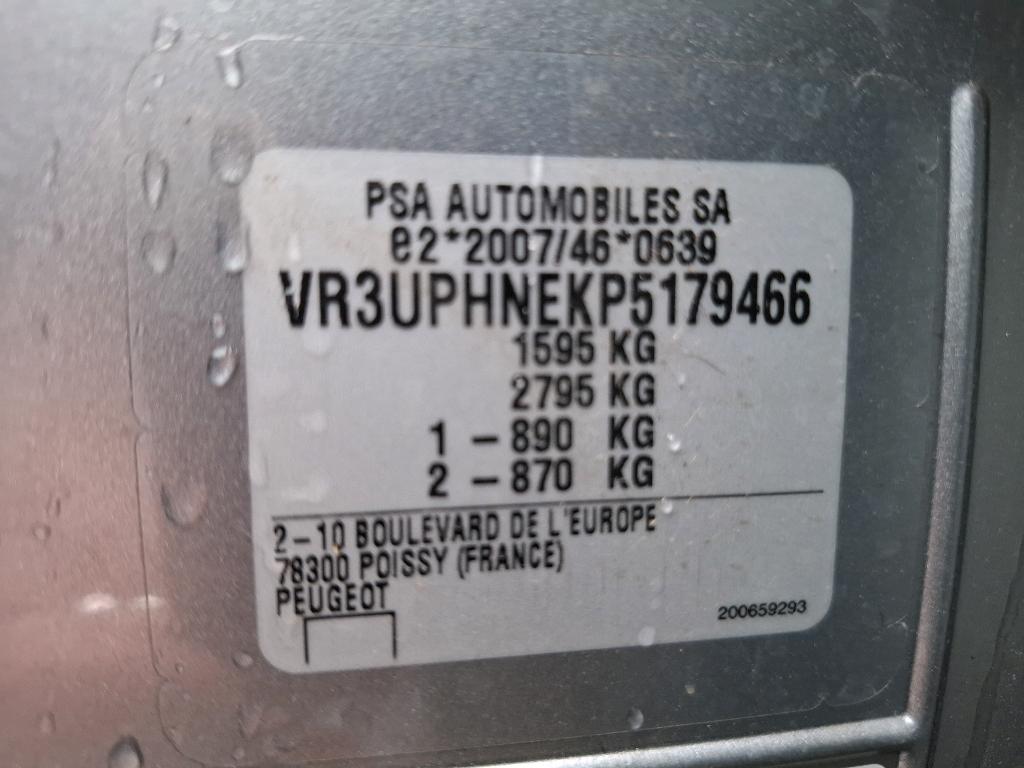 PSA AUTOMOBILES SA
e2*2007/46*0639
VR3UPHNEKP5179466
1595 KG
2795 KG
1 - 890 KG
2 - 870 KG
2-10 BOULEVARD DE L'EUROPE
78300 POISSY (FRANCE)
PEUGEOT
200659293